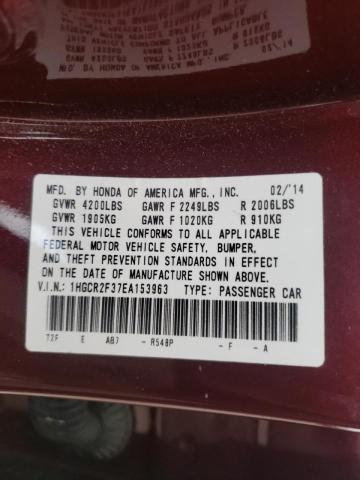 MFD. BY HONDA OF AMERICA MFG., INC. 02/'14
GVWR 4200LBS GAWR F 2249LBS R 2006LBS
GVWR 1905KG GAWR F 1020KG R 910KG
THIS VEHICLE CONFORMS TO ALL APPLICABLE
FEDERAL MOTOR VEHICLE SAFETY, BUMPER,
AND THEFT PREVENTION STANDARDS IN EFFECT
ON THE DATE OF MANUFACTURE SHOWN ABOVE.
V.I.N.: 1HGCR2F37EA153963 TYPE: PASSENGER CAR
T2F E AB7 - R548P - F - A